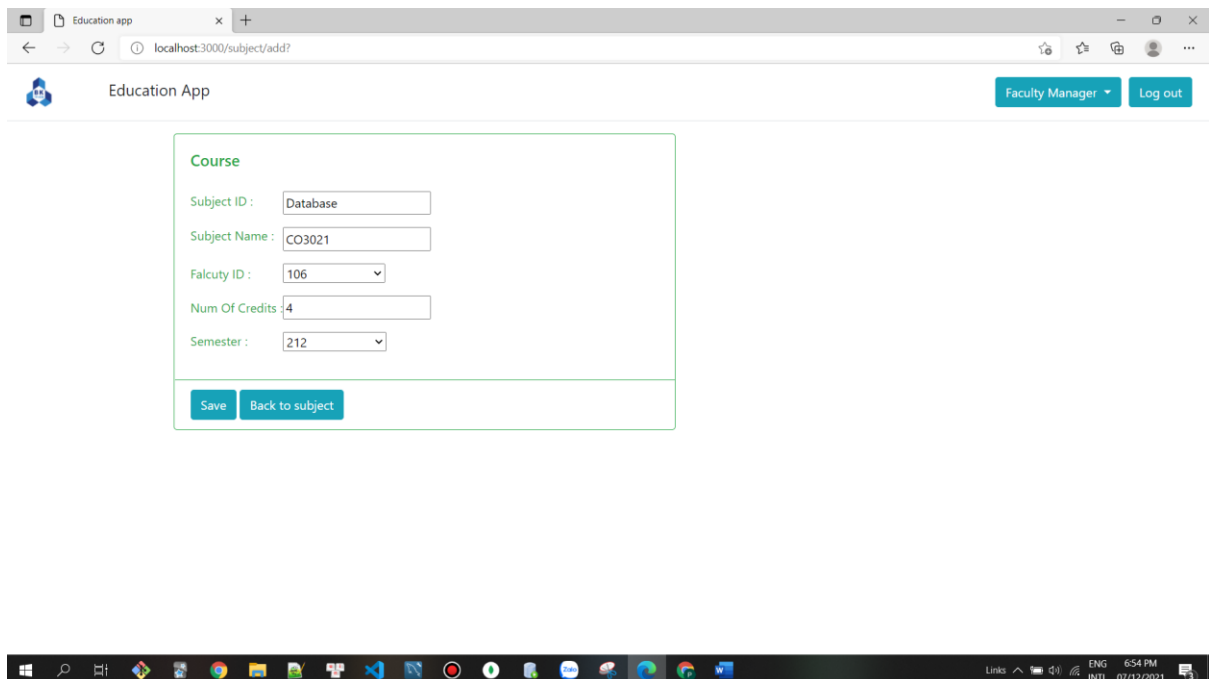 Education app
localhost:3000/subject/add?
BK
Education App
Faculty Manager
Log out
Course
Subject ID : Database
Subject Name : CO3021
Falcuty ID : 106
Num Of Credits : 4
Semester : 212
Save Back to subject
Links ENG 6:54 PM
INTL 07/12/2021